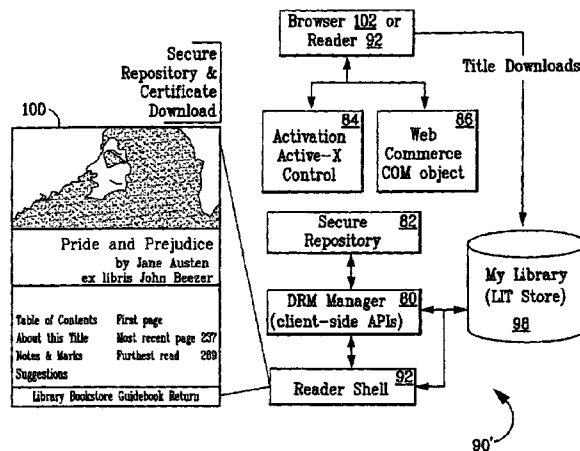 Secure
Repository &
Certificate
Download
100
Pride and Prejudice
by Jane Austen
ex libris John Beezer
Table of Contents First page
About this Title Most recent page 237
Notes & Marks Furthest read 269
Suggestions
Library Bookstore Guidebook Return
Browser 102 or
Reader 92
Title Downloads
84
Activation
Active-X
Control
86
Web
Commerce
COM object
Secure 82
Repository
DRM Manager 80
(client-side APIs)
Reader Shell 92
My Library
(LIT Store)
98
90'